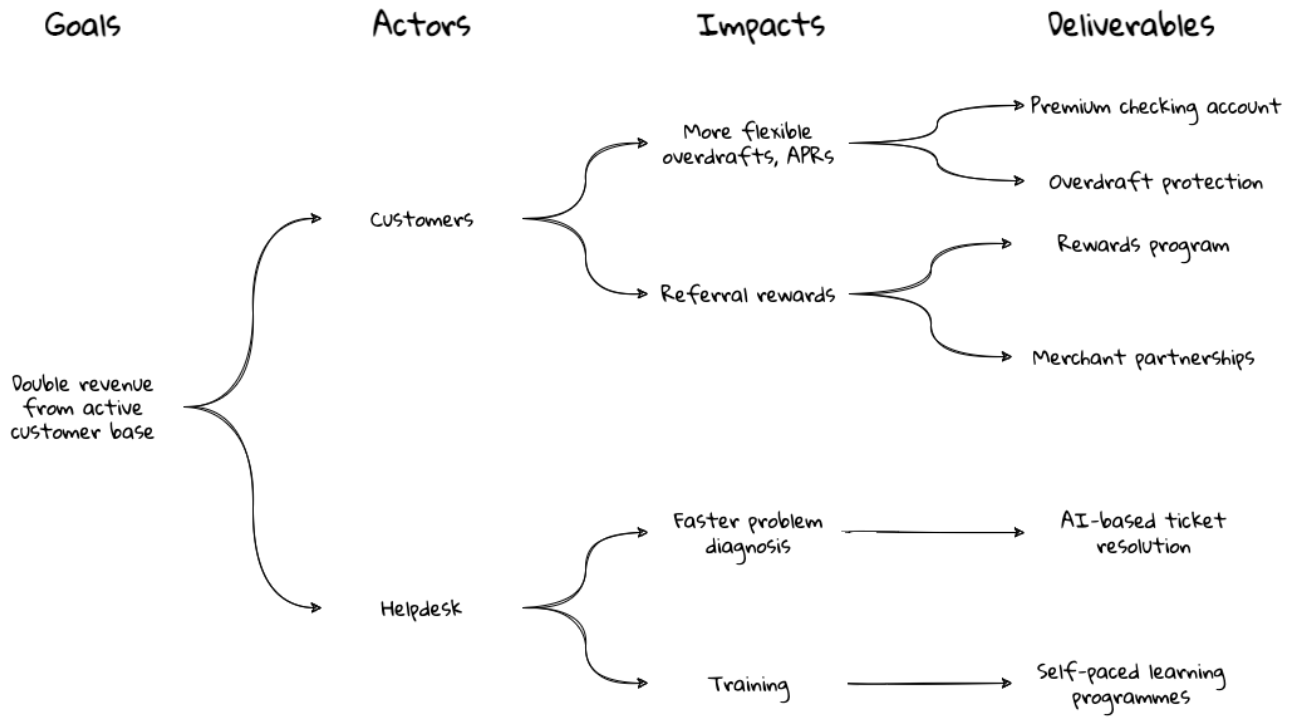 Goals
Actors
Impacts
Deliverables
Double revenue
from active
customer base
Customers
More flexible
overdrafts, APRs
Premium checking account
Overdraft protection
Referral rewards
Rewards program
Merchant partnerships
Helpdesk
Faster problem
diagnosis
AI-based ticket
resolution
Training
Self-paced learning
programmes